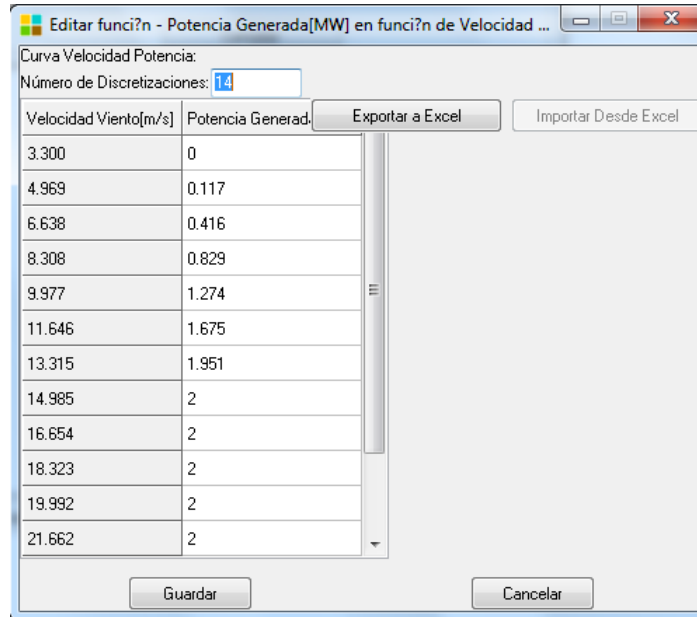 Editar funci?n - Potencia Generada[MW] en funci?n de Velocidad ...
Curva Velocidad Potencia:
Número de Discretizaciones: 14
Velocidad Viento[m/s] Potencia Generad Exportar a Excel Importar Desde Excel
3.300 0
4.969 0.117
6.638 0.416
8.308 0.829
9.977 1.274
11.646 1.675
13.315 1.951
14.985 2
16.654 2
18.323 2
19.992 2
21.662 2
Guardar Cancelar